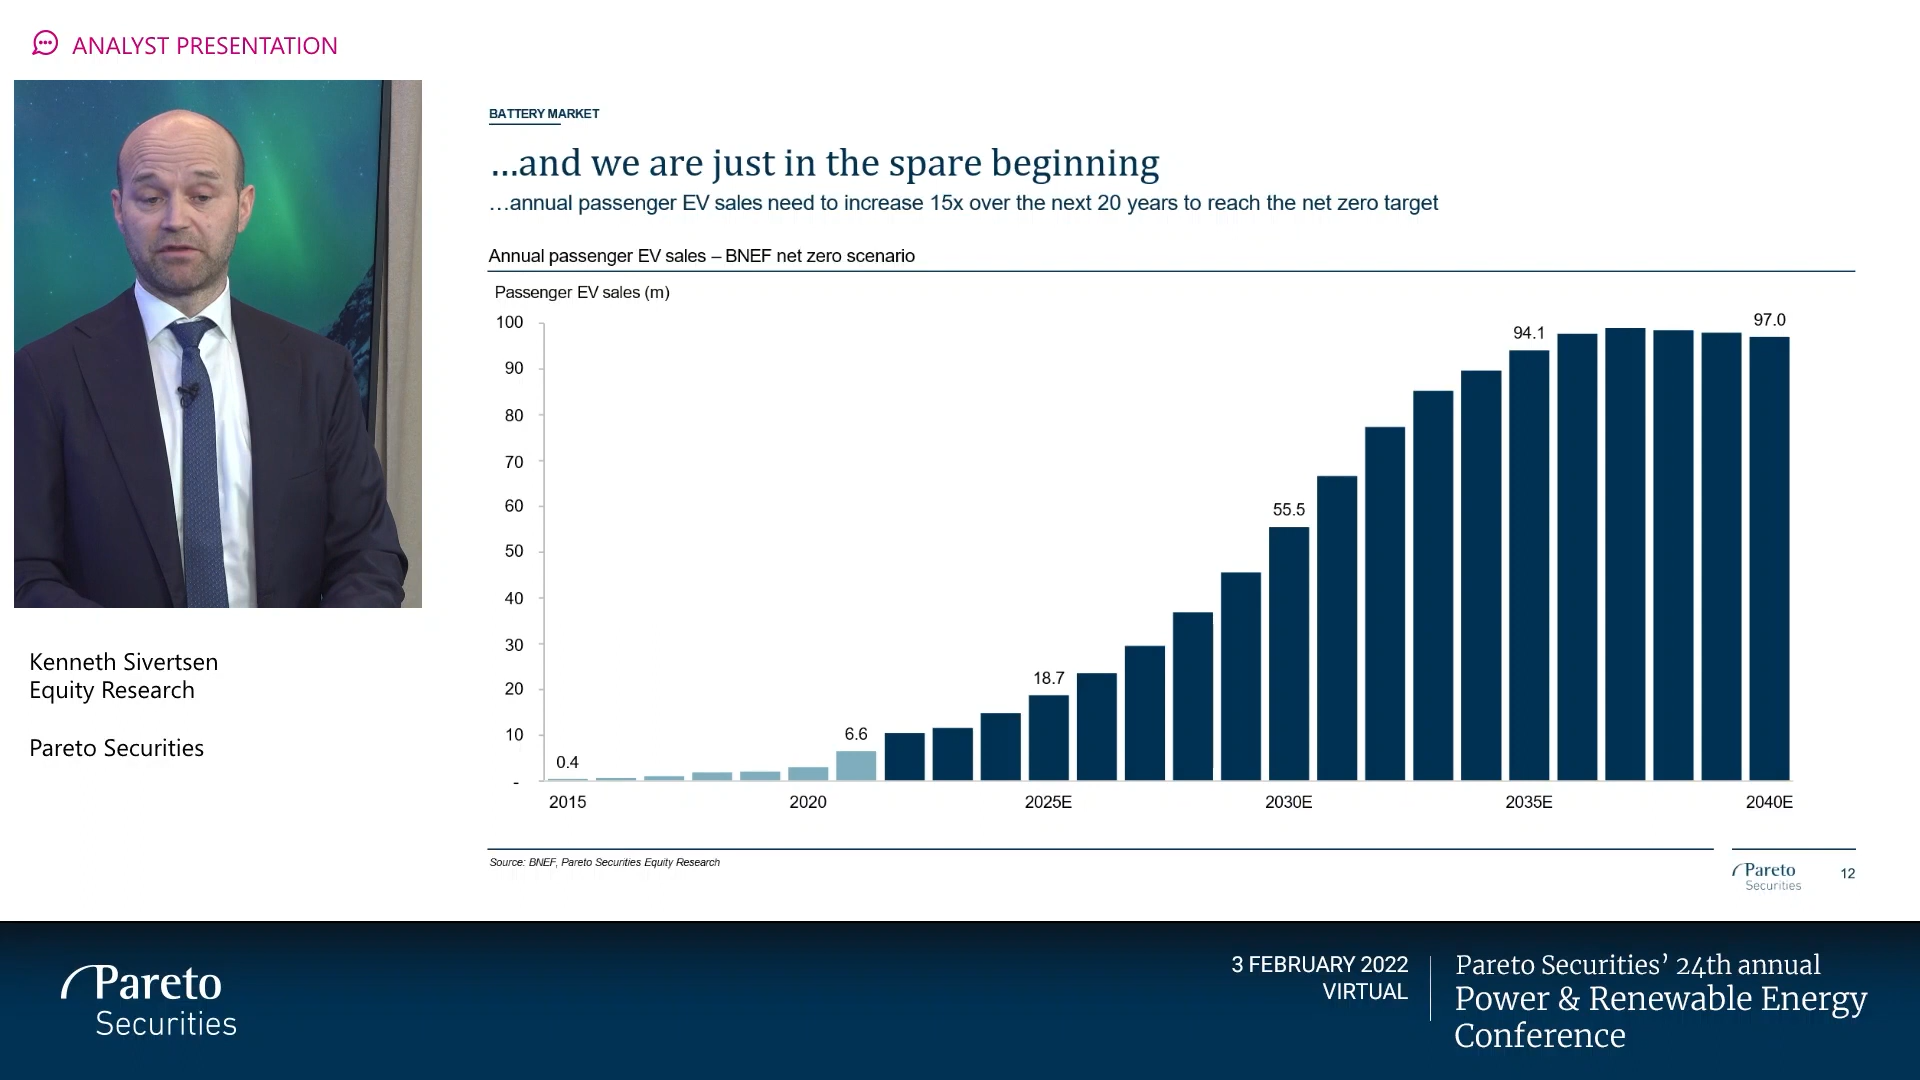 ANALYST PRESENTATION
BATTERY MARKET
...and we are just in the spare beginning
...annual passenger EV sales need to increase 15x over the next 20 years to reach the net zero target
Annual passenger EV sales – BNEF net zero scenario
Passenger EV sales (m)
100
90
80
70
60
50
40
30
20
10
-
0.4
6.6
18.7
55.5
94.1
97.0
2015
2020
2025E
2030E
2035E
2040E
Source: BNEF, Pareto Securities Equity Research
Pareto
Securities
12
Kenneth Sivertsen
Equity Research
Pareto Securities
Pareto
Securities
3 FEBRUARY 2022
VIRTUAL
Pareto Securities’ 24th annual
Power & Renewable Energy
Conference